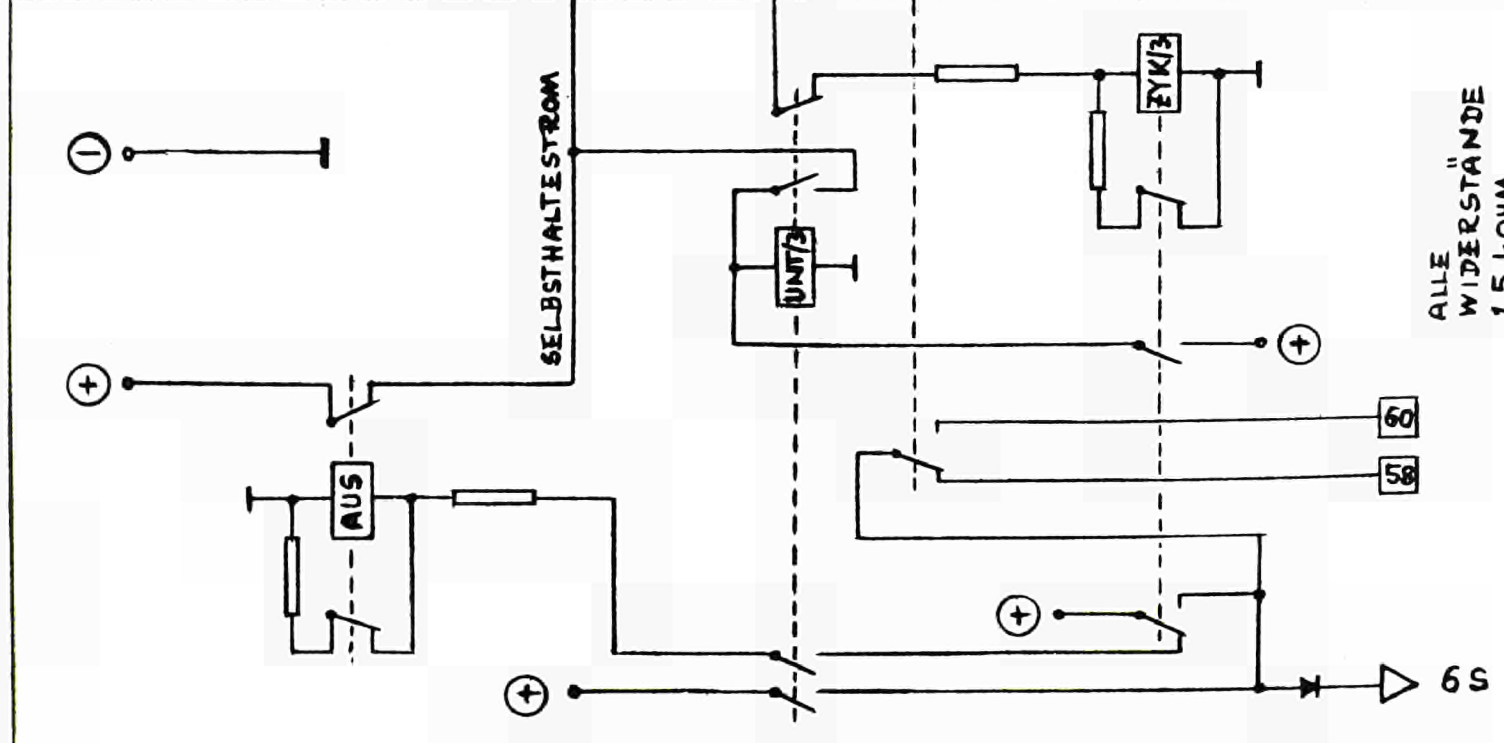 SELBSTHALTESTROM
ZYK/3
ALLE
WIDERSTÄNDE
UNT/3
+
60
58
AUS
+
+
+
6S